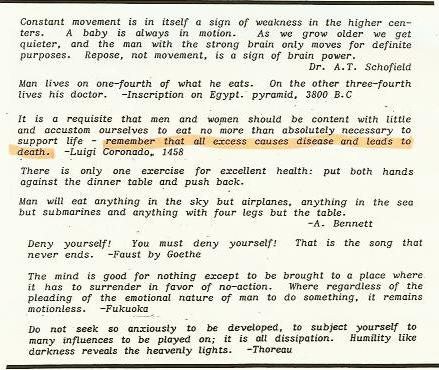 Constant movement is in itself a sign of weakness in the higher cen-
ters. A baby is always in motion. As we grow older we get
quieter, and the man with the strong brain only moves for definite
purposes. Repose, not movement, is a sign of brain power.
Dr. A.T. Schofield
Man lives on one-fourth of what he eats. On the other three-fourth
lives his doctor. -Inscription on Egypt. pyramid, 3800 B.C
It is a requisite that men and women should be content with little
and accustom ourselves to eat no more than absolutely necessary to
support life - remember that all excess causes disease and leads to
death. -Luigi Coronado, 1458
There is only one exercise for excellent health: put both hands
against the dinner table and push back.
Man will eat anything in the sky but airplanes, anything in the sea
but submarines and anything with four legs but the table.
-A. Bennett
Deny yourself! You must deny yourself! That is the song that
never ends. -Faust by Goethe
The mind is good for nothing except to be brought to a place where
it has to surrender in favor of no-action. Where regardless of the
pleading of the emotional nature of man to do something, it remains
motionless. -Fukuoka
Do not seek so anxiously to be developed, to subject yourself to
many influences to be played on; it is all dissipation. Humility like
darkness reveals the heavenly lights. -Thoreau